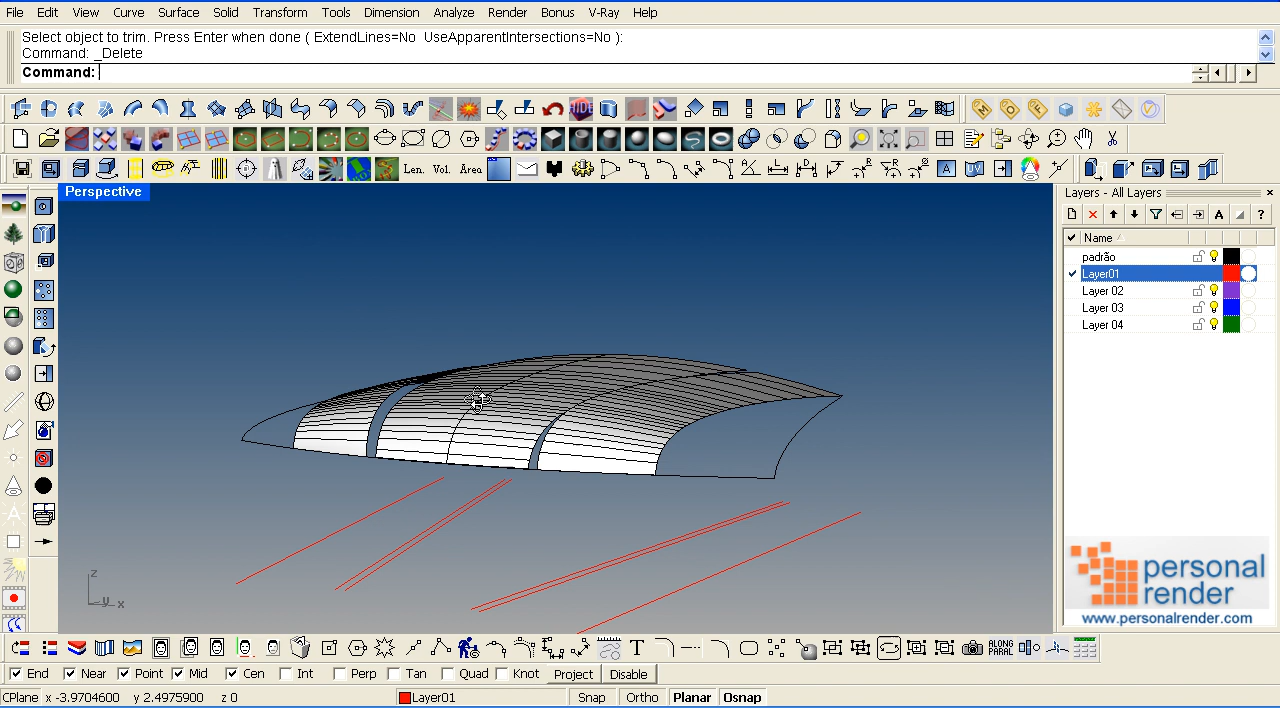 File Edit View Curve Surface Solid Transform Tools Dimension Analyze Render Bonus V-Ray Help
Select object to trim. Press Enter when done ( ExtendLines=No UseApparentIntersections=No ):
Command: _Delete
Command:
HIDE M O F
Len. Vol. Área A UV
Perspective
Layers - All Layers
A ?
Name
padrão
Layer01
Layer 02
Layer 03
Layer 04
z
y x
personal
render
www.personalrender.com
T ALONG PARAL
End Near Point Mid Cen Int Perp Tan Quad Knot Project Disable
CPlane x -3.9704600 y 2.4975900 z 0 Layer01 Snap Ortho Planar Osnap